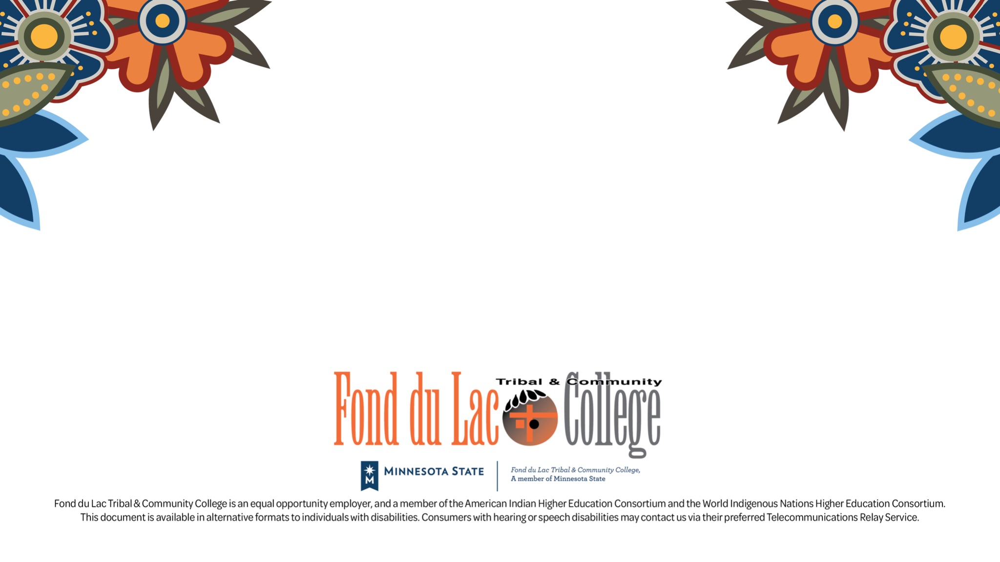 Fond du Lac Tribal & Community College
M MINNESOTA STATE
Fond du Lac Tribal & Community College,
A member of Minnesota State
Fond du Lac Tribal & Community College is an equal opportunity employer, and a member of the American Indian Higher Education Consortium and the World Indigenous Nations Higher Education Consortium.
This document is available in alternative formats to individuals with disabilities. Consumers with hearing or speech disabilities may contact us via their preferred Telecommunications Relay Service.